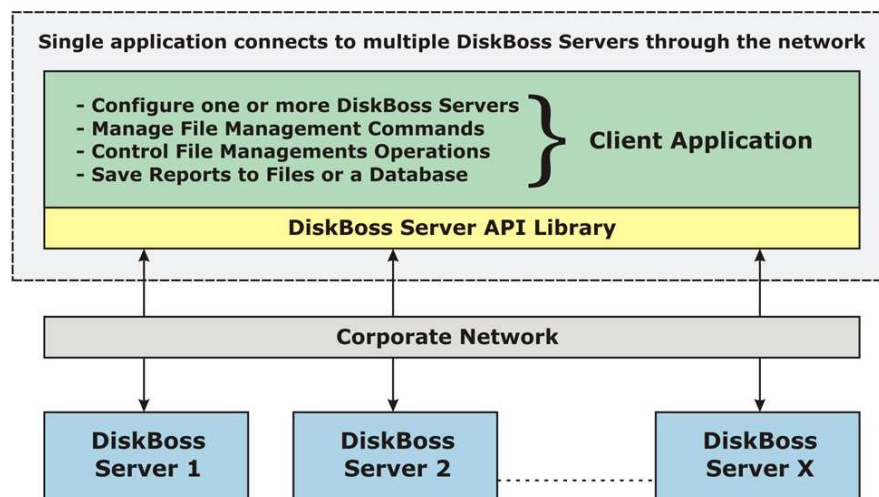 Single application connects to multiple DiskBoss Servers through the network
- Configure one or more DiskBoss Servers
- Manage File Management Commands
- Control File Managements Operations
- Save Reports to Files or a Database
Client Application
DiskBoss Server API Library
Corporate Network
DiskBoss
Server 1
DiskBoss
Server 2
DiskBoss
Server X